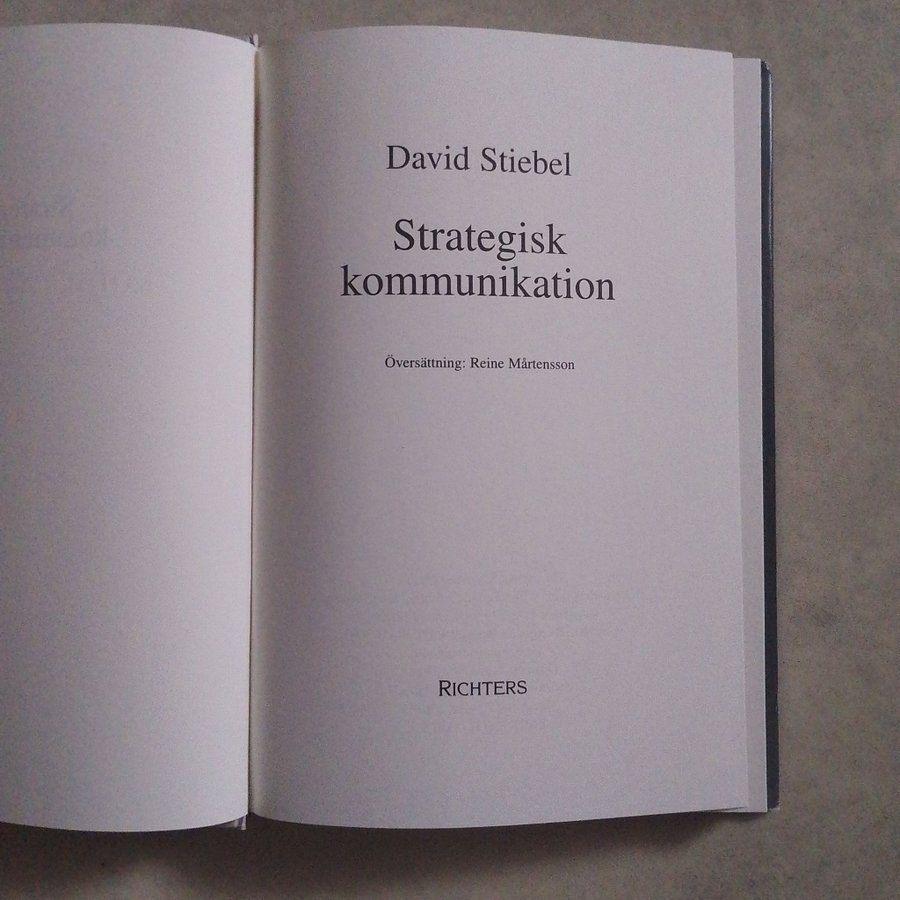 David Stiebel
Strategisk
kommunikation
Översättning: Reine Mårtensson
RICHTERS